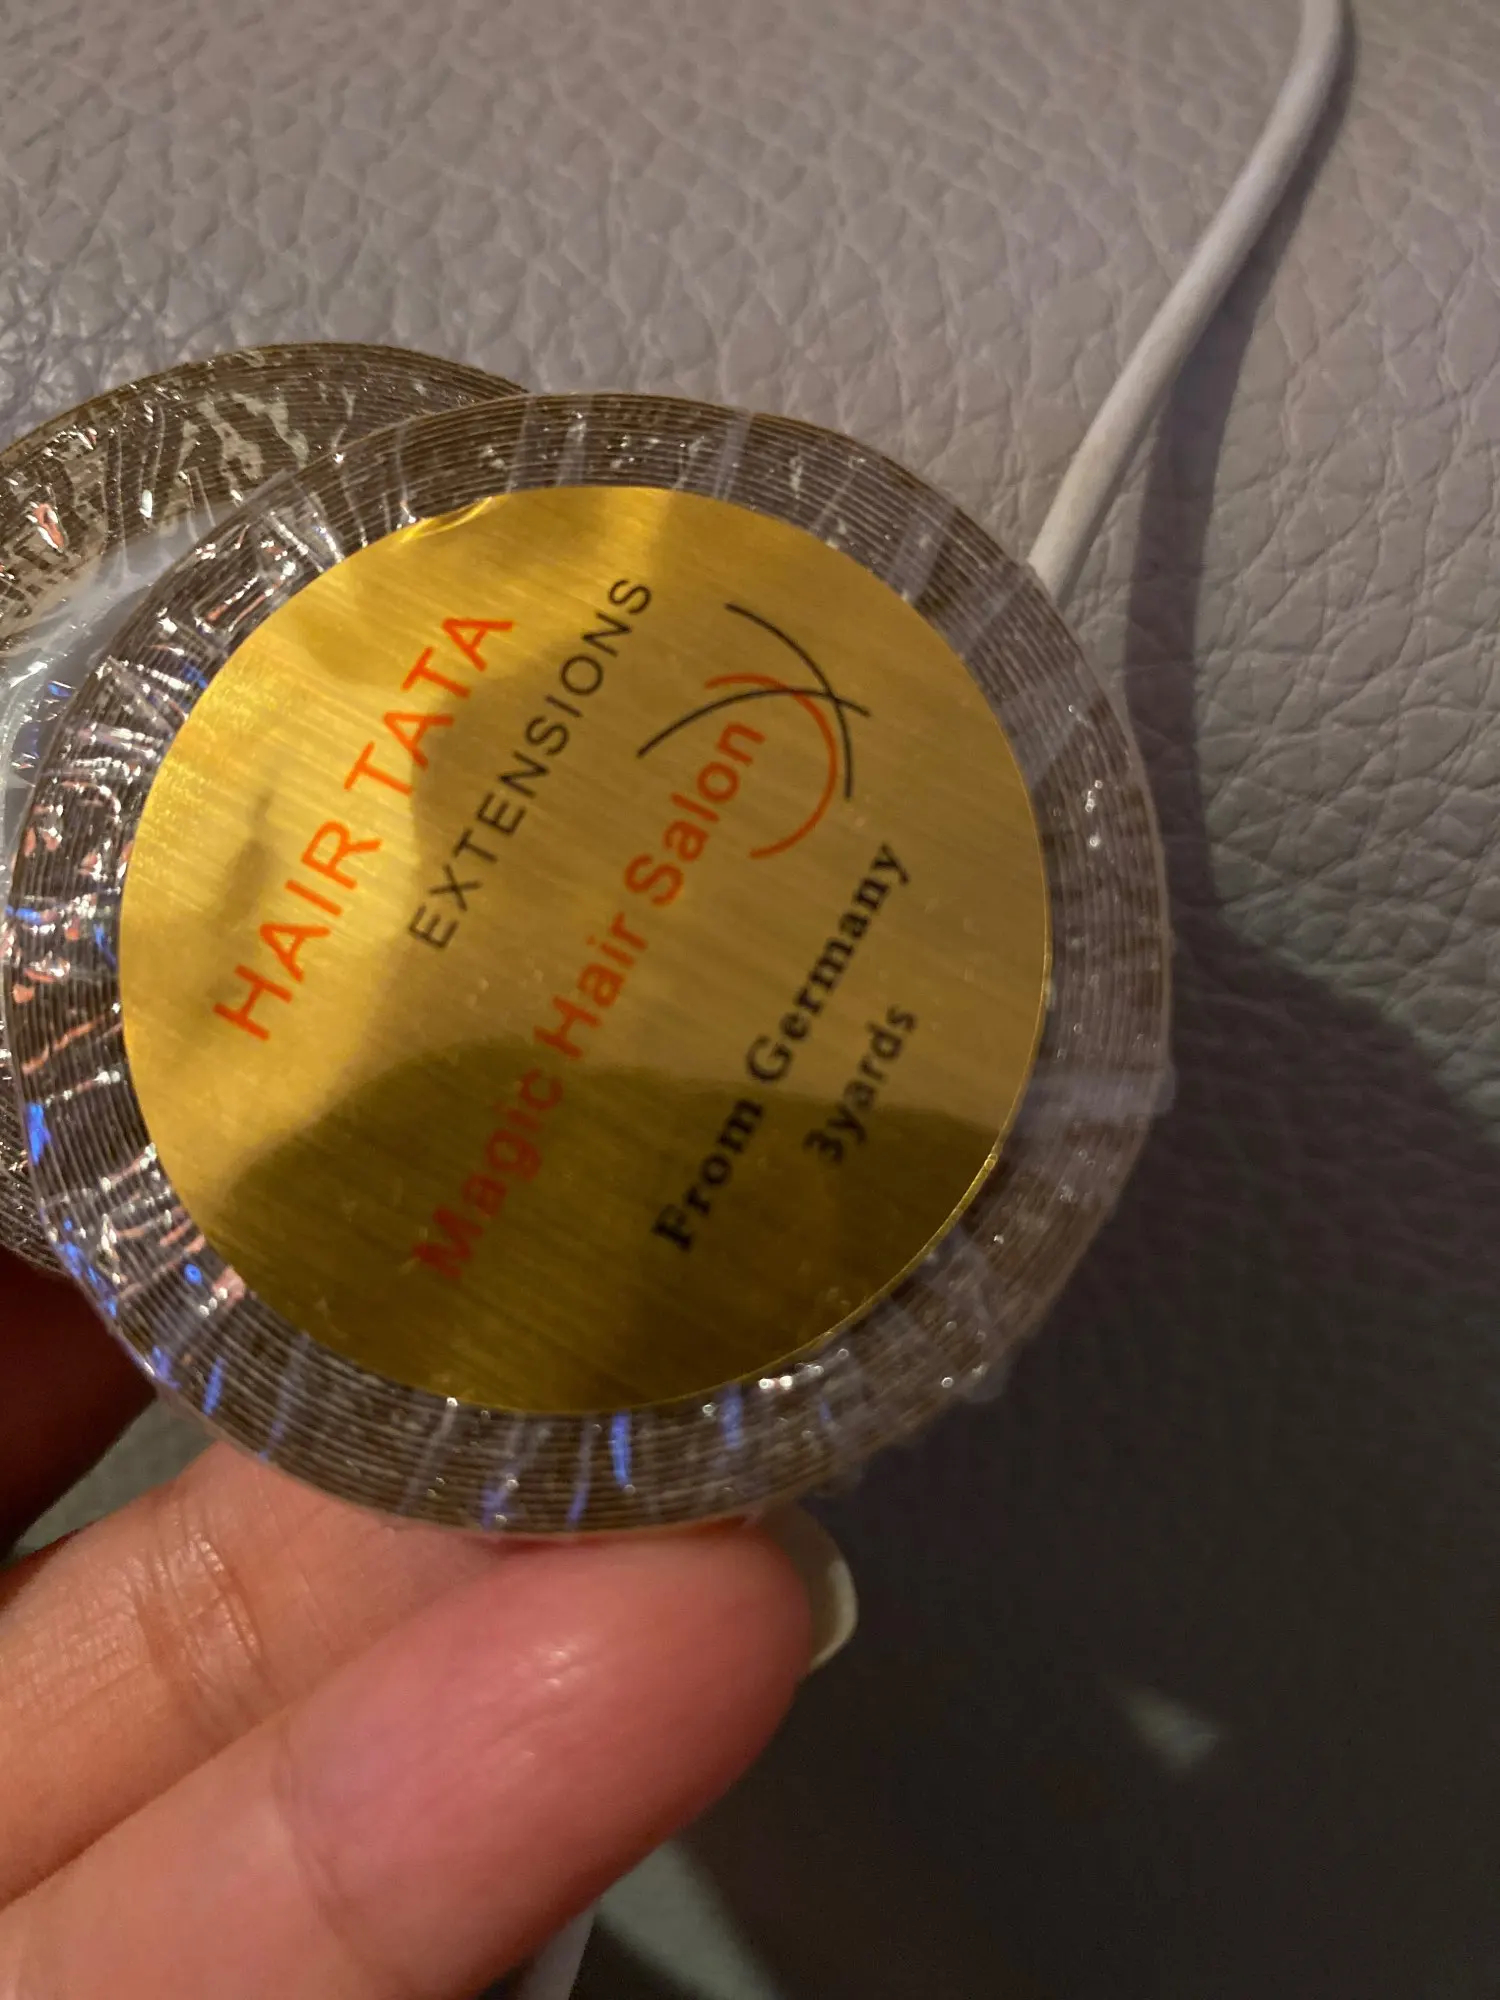 HAIR TATA
EXTENSIONS
Magic Hair Salon
From Germany
3yards